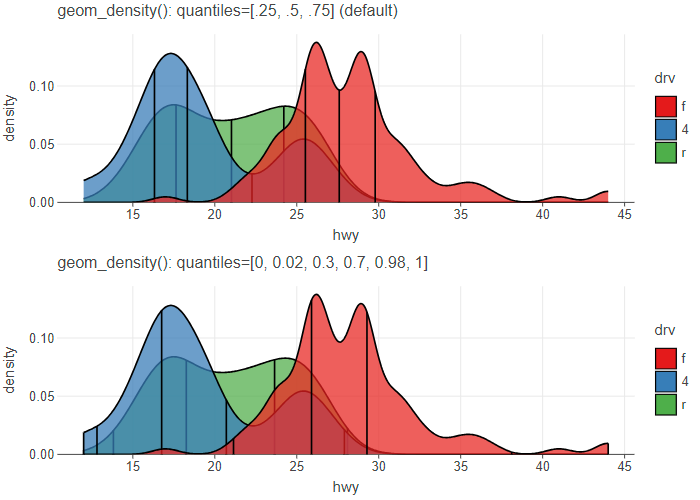 geom_density(): quantiles=[.25, .5, .75] (default)
density
0.10
0.05
0.00
15 20 25 30 35 40 45
hwy
drv
f
4
r
geom_density(): quantiles=[0, 0.02, 0.3, 0.7, 0.98, 1]
density
0.10
0.05
0.00
15 20 25 30 35 40 45
hwy
drv
f
4
r